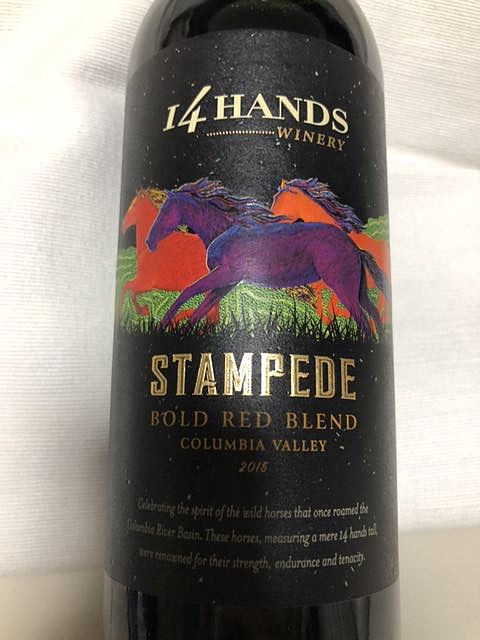 14 HANDS
WINERY
STAMPEDE
BOLD RED BLEND
COLUMBIA VALLEY
2015
Celebrating the spirit of the wild horses that once roamed the
Columbia River Basin. These horses, measuring a mere 14 hands tall,
were renowned for their strength, endurance and tenacity.